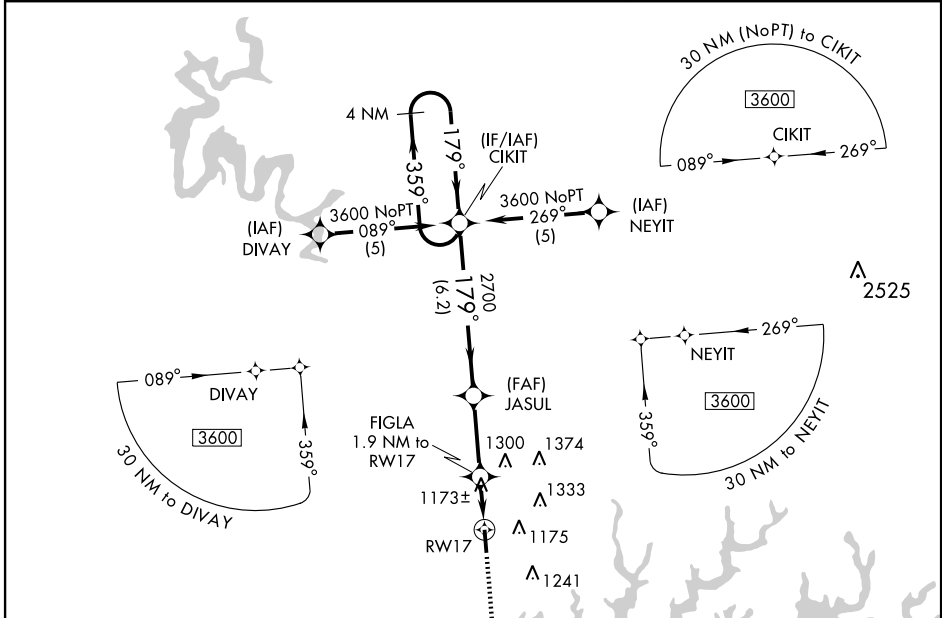 30 NM (NoPT) to CIKIT
3600
CIKIT
089°
269°
4 NM
179°
359°
(IF/IAF)
CIKIT
3600 NoPT
089°
(5)
(IAF)
DIVAY
3600 NoPT
269°
(5)
(IAF)
NEYIT
2700
179°
(6.2)
2525
089°
DIVAY
3600
359°
30 NM to DIVAY
269°
NEYIT
3600
359°
30 NM to NEYIT
(FAF)
JASUL
FIGLA
1.9 NM to
RW17
1300
1374
1173±
1333
RW17
1175
1241